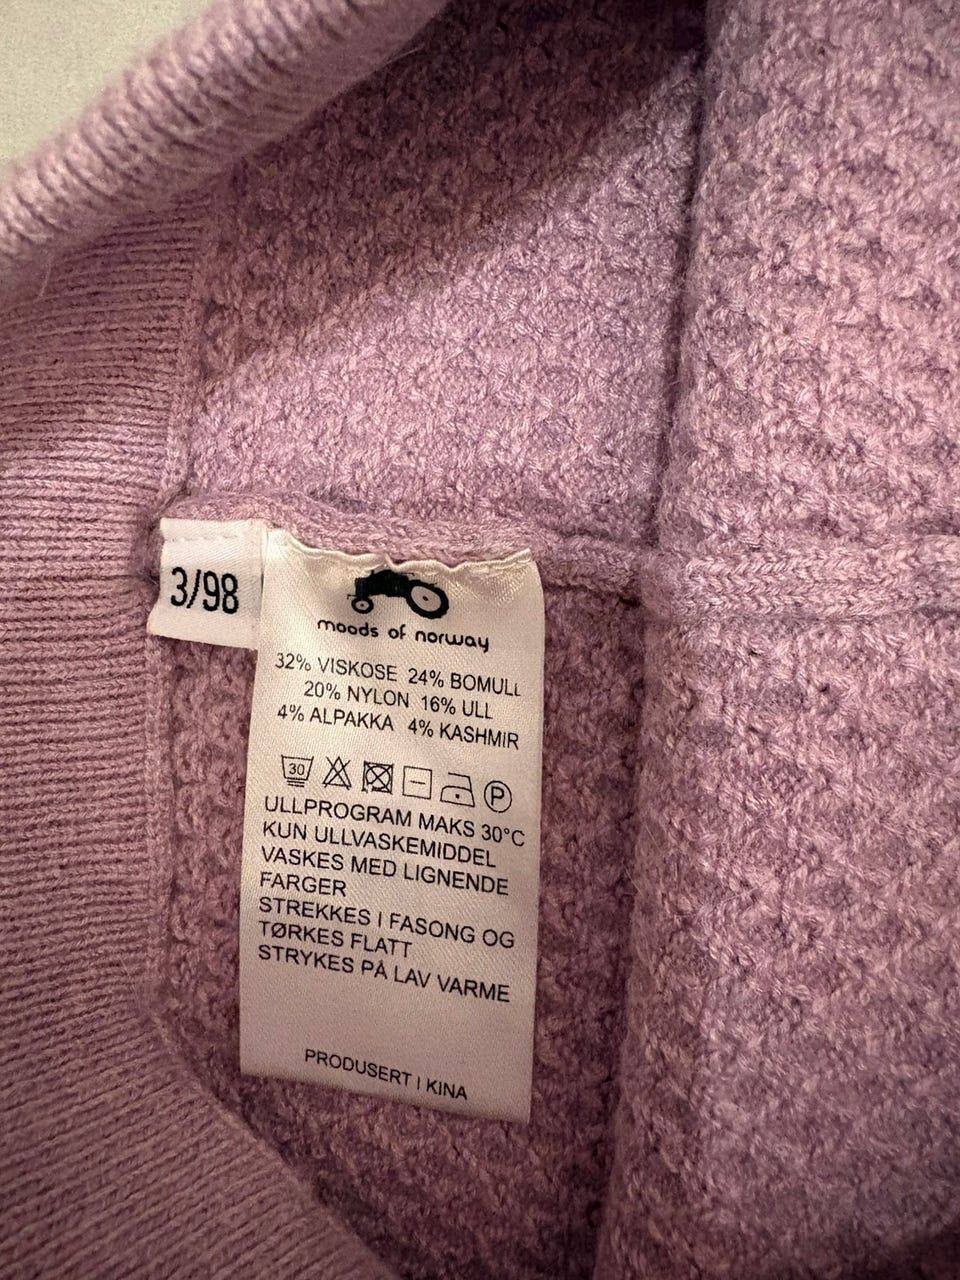 3/98
moods of norway
32% VISKOSE 24% BOMULL
20% NYLON 16% ULL
4% ALPAKKA 4% KASHMIR
30 P
ULLPROGRAM MAKS 30°C
KUN ULLVASKEMIDDEL
VASKES MED LIGNENDE
FARGER
STREKKES I FASONG OG
TØRKES FLATT
STRYKES PÅ LAV VARME
PRODUSERT I KINA